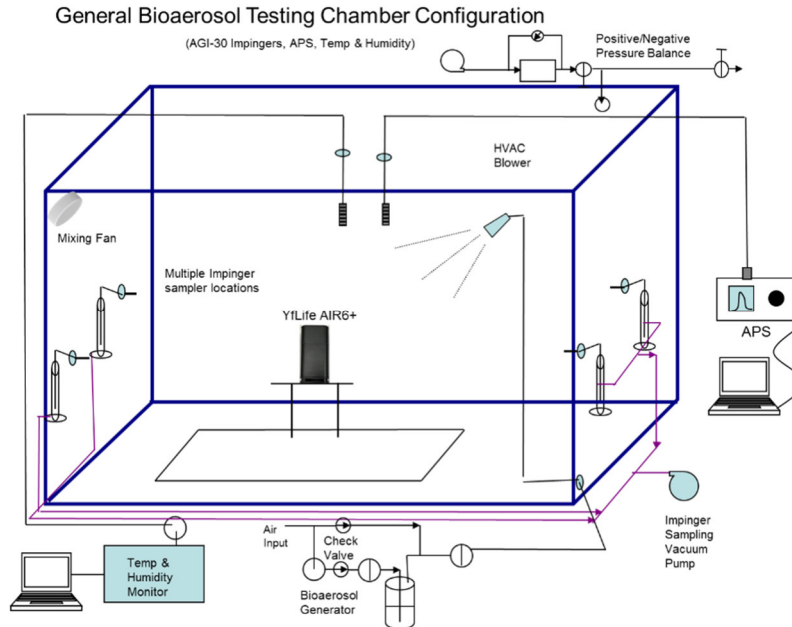 General Bioaerosol Testing Chamber Configuration
(AGI-30 Impingers, APS, Temp & Humidity)
Positive/Negative
Pressure Balance
HVAC
Blower
Mixing Fan
Multiple Impinger
sampler locations
YfLife AIR6+
APS
Air
Input
Check
Valve
Bioaerosol
Generator
Temp &
Humidity
Monitor
Impinger
Sampling
Vacuum
Pump